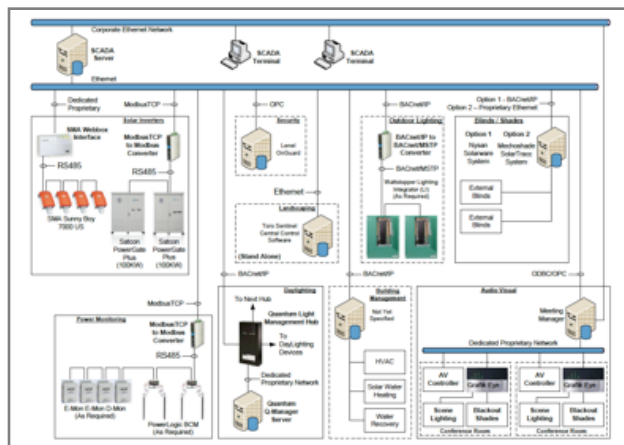 Corporate Ethernet Network
SCADA
Server
SCADA
Terminal
SCADA
Terminal
Ethernet
Dedicated
Proprietary
ModbusTCP
OPC
BACnet/IP
Option 1 - BACnet/IP
Option 2 - Proprietary Ethernet
Solar Inverters
SMA Webbox
Interface
ModbusTCP
to Modbus
Converter
RS485
RS485
SMA Sunny Boy
7000 US
Satcon
PowerGate
Plus
(100KW)
Satcon
PowerGate
Plus
(100KW)
Security
Lenel
OnGuard
Ethernet
Landscaping
Toro Sentinel
Central Control
Software
(Stand Alone)
Outdoor Lighting
BACnet/IP to
BACnet/MSTP
Converter
BACnet/MSTP
Wattstopper Lighting
Integrator (LI)
(As Required)
Blinds / Shades
Option 1
Nysan
Solarware
System
Option 2
Mechoshade
SolarTrac
System
External
Blinds
External
Blinds
BACnet/IP
BACnet/IP
ODBC/OPC
ModbusTCP
Power Monitoring
ModbusTCP
to Modbus
Converter
RS485
E-Mon E-Mon D-Mon
(As Required)
PowerLogic BCM
(As Required)
Daylighting
To Next Hub
Quantum Light
Management Hub
To
DayLighting
Devices
Dedicated
Proprietary Network
Quantum
Q-Manager
Server
Building
Management
Not Yet
Specified
HVAC
Solar Water
Heating
Water
Recovery
Audio Visual
Meeting
Manager
Dedicated Proprietary Network
AV
Controller
Grafik Eye
Scene
Lighting
Blackout
Shades
Conference Room
AV
Controller
Grafik Eye
Scene
Lighting
Blackout
Shades
Conference Room